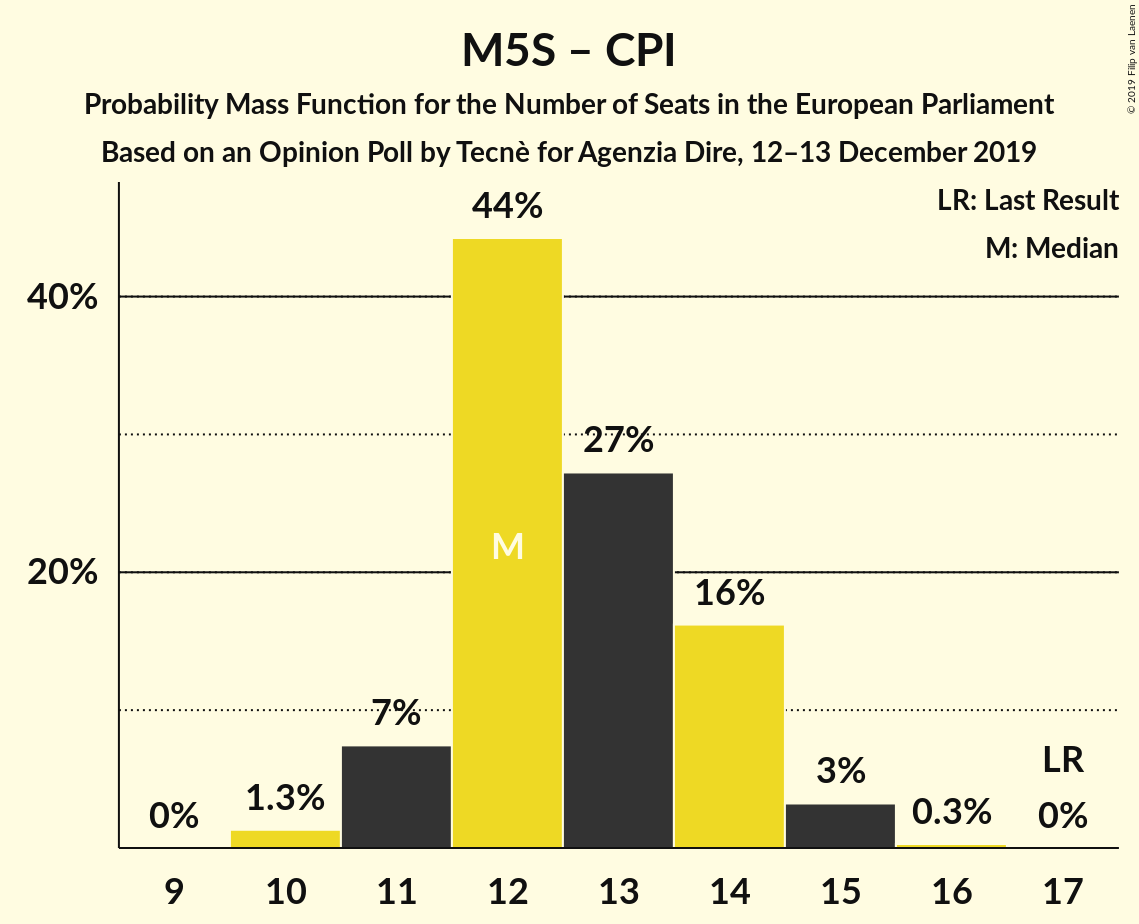 M5S – CPI
Probability Mass Function for the Number of Seats in the European Parliament
Based on an Opinion Poll by Tecnè for Agenzia Dire, 12–13 December 2019
© 2019 Filip van Laenen
LR: Last Result
M: Median
40%
20%
0%
1.3%
7%
44%
M
27%
16%
3%
0.3%
LR
0%
9 10 11 12 13 14 15 16 17